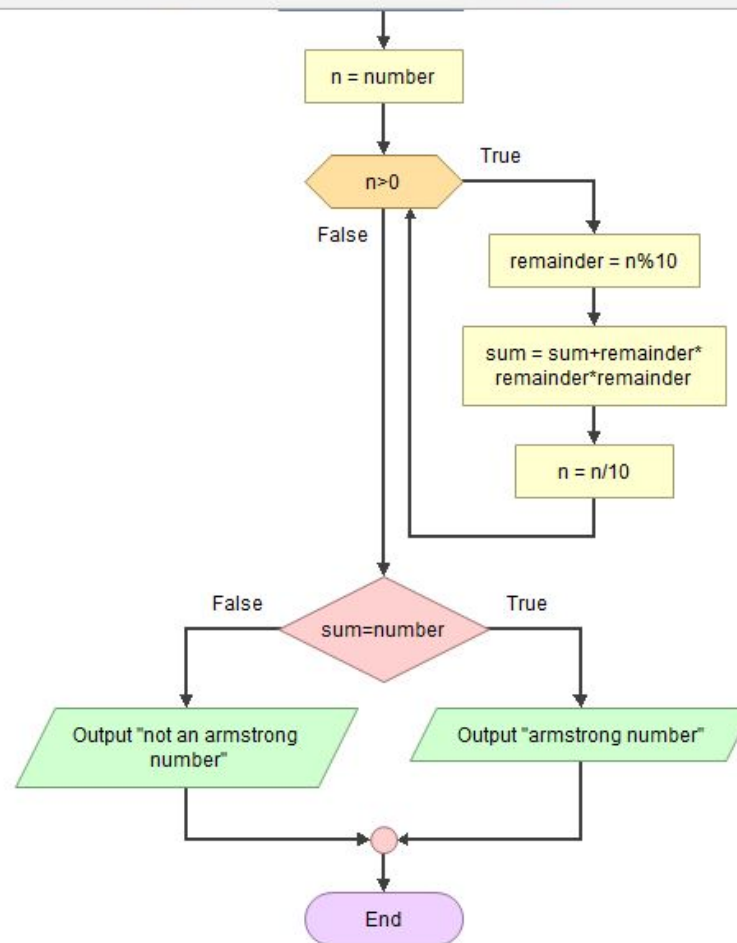 n = number
n>0
True
False
remainder = n%10
sum = sum+remainder*
remainder*remainder
n = n/10
False
True
sum=number
Output "not an armstrong
number"
Output "armstrong number"
End